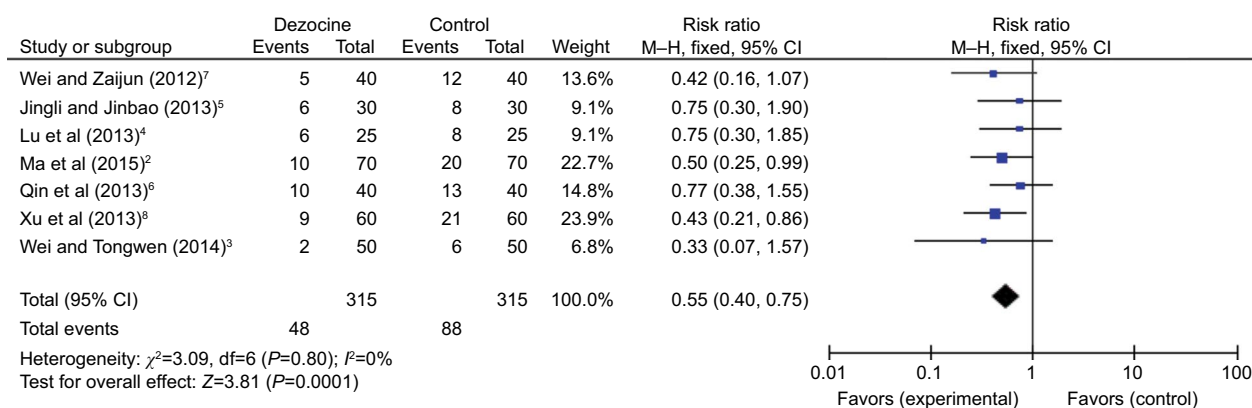 Dezocine Control Risk ratio Risk ratio
Study or subgroup Events Total Events Total Weight M–H, fixed, 95% CI M–H, fixed, 95% CI
Wei and Zaijun (2012)⁷ 5 40 12 40 13.6% 0.42 (0.16, 1.07)
Jingli and Jinbao (2013)⁵ 6 30 8 30 9.1% 0.75 (0.30, 1.90)
Lu et al (2013)⁴ 6 25 8 25 9.1% 0.75 (0.30, 1.85)
Ma et al (2015)² 10 70 20 70 22.7% 0.50 (0.25, 0.99)
Qin et al (2013)⁶ 10 40 13 40 14.8% 0.77 (0.38, 1.55)
Xu et al (2013)⁸ 9 60 21 60 23.9% 0.43 (0.21, 0.86)
Wei and Tongwen (2014)³ 2 50 6 50 6.8% 0.33 (0.07, 1.57)
Total (95% CI) 315 315 100.0% 0.55 (0.40, 0.75)
Total events 48 88
Heterogeneity: χ²=3.09, df=6 (P=0.80); I²=0%
Test for overall effect: Z=3.81 (P=0.0001)
0.01 0.1 1 10 100
Favors (experimental) Favors (control)